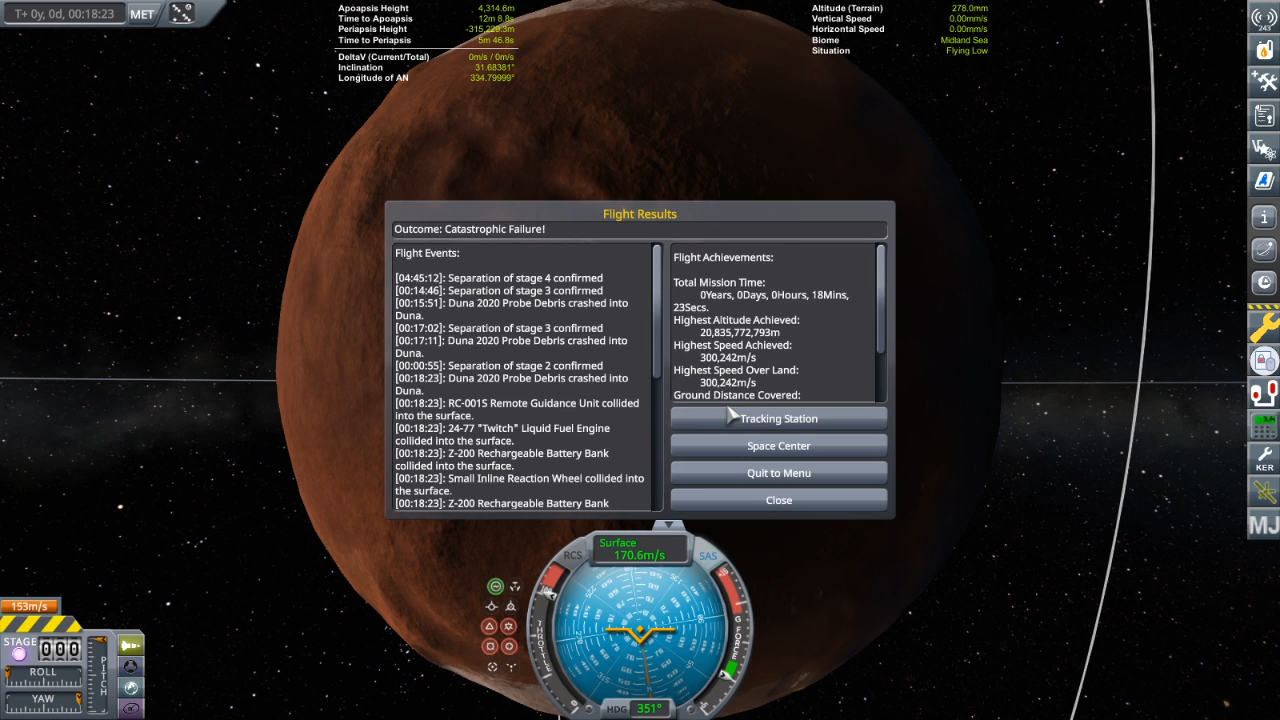 T+ 0y, 0d, 00:18:23 MET
Apoapsis Height 4,314.6m
Time to Apoapsis 12m 8.8s
Periapsis Height -315,229.3m
Time to Periapsis 5m 46.8s
DeltaV (Current/Total) 0m/s / 0m/s
Inclination 31.68381°
Longitude of AN 334.79999°
Altitude (Terrain) 278.0mm
Vertical Speed 0.00mm/s
Horizontal Speed 0.00mm/s
Biome Midland Sea
Situation Flying Low
243
Flight Results
Outcome: Catastrophic Failure!
Flight Events:
[04:45:12]: Separation of stage 4 confirmed
[00:14:46]: Separation of stage 3 confirmed
[00:15:51]: Duna 2020 Probe Debris crashed into
Duna.
[00:17:02]: Separation of stage 3 confirmed
[00:17:11]: Duna 2020 Probe Debris crashed into
Duna.
[00:00:55]: Separation of stage 2 confirmed
[00:18:23]: Duna 2020 Probe Debris crashed into
Duna.
[00:18:23]: RC-001S Remote Guidance Unit collided
into the surface.
[00:18:23]: 24-77 "Twitch" Liquid Fuel Engine
collided into the surface.
[00:18:23]: Z-200 Rechargeable Battery Bank
collided into the surface.
[00:18:23]: Small Inline Reaction Wheel collided into
the surface.
[00:18:23]: Z-200 Rechargeable Battery Bank
Flight Achievements:
Total Mission Time:
0Years, 0Days, 0Hours, 18Mins,
23Secs.
Highest Altitude Achieved:
20,835,772,793m
Highest Speed Achieved:
300,242m/s
Highest Speed Over Land:
300,242m/s
Ground Distance Covered:
Tracking Station
Space Center
Quit to Menu
Close
KER
MJ
RCS
Surface
170.6m/s
SAS
THROTTLE
G FORCE
HDG 351°
153m/s
STAGE
000
ROLL
YAW
PITCH